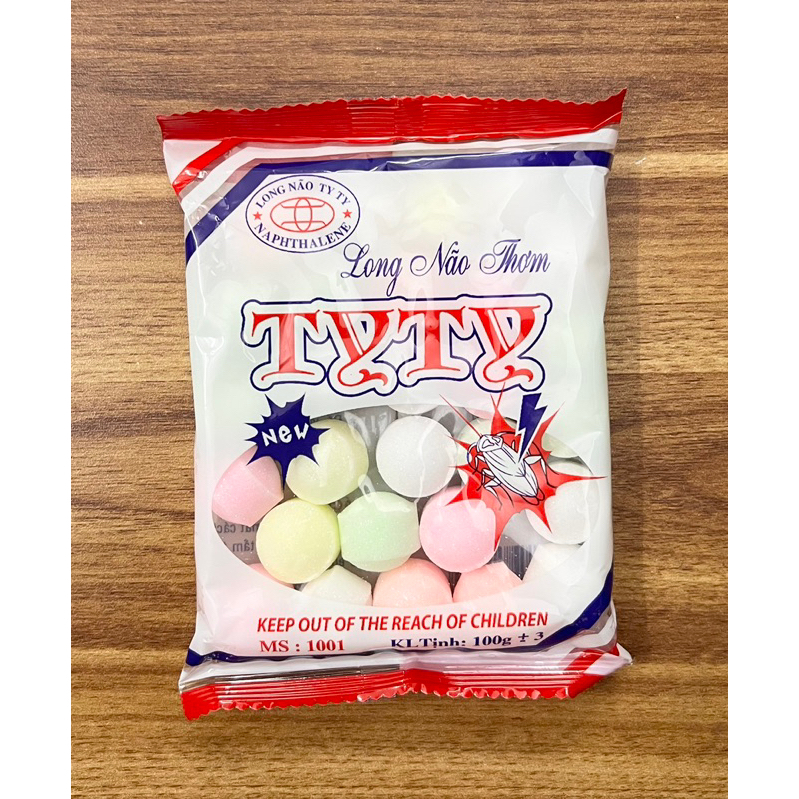 LONG NÃO TY TY
NAPHTHALENE
Long Não Thơm
TYTY
NEW
KEEP OUT OF THE REACH OF CHILDREN
MS : 1001 KLTịnh: 100g ± 3